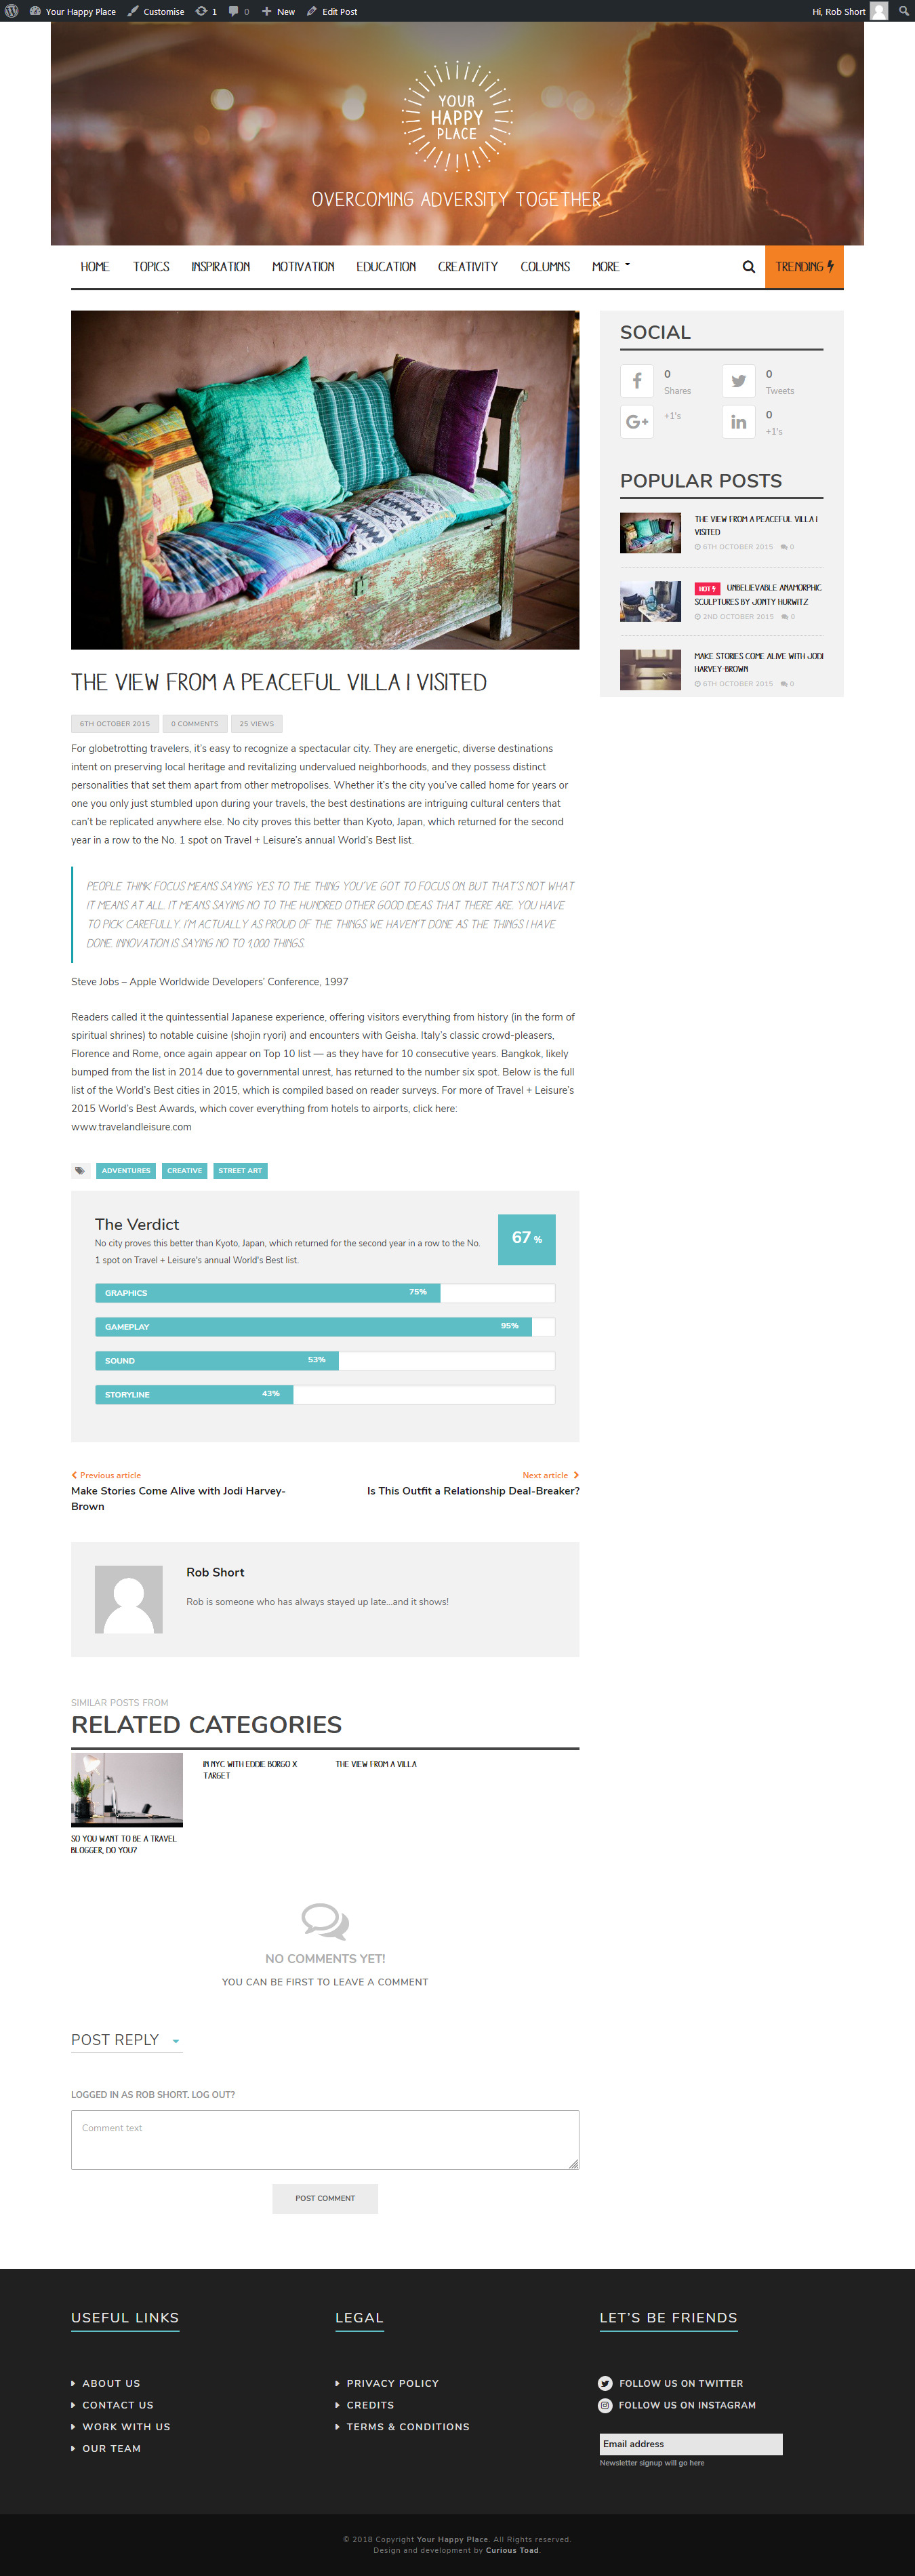 Your Happy Place Customise 1 0 New Edit Post Hi, Rob Short
YOUR
HAPPY
PLACE
OVERCOMING ADVERSITY TOGETHER
HOME TOPICS INSPIRATION MOTIVATION EDUCATION CREATIVITY COLUMNS MORE TRENDING
SOCIAL
0
Shares
0
Tweets
+1's
0
+1's
POPULAR POSTS
THE VIEW FROM A PEACEFUL VILLA I
VISITED
6TH OCTOBER 2015 0
HOT UNBELIEVABLE ANAMORPHIC
SCULPTURES BY JONTY HURWITZ
2ND OCTOBER 2015 0
MAKE STORIES COME ALIVE WITH JODI
HARVEY-BROWN
6TH OCTOBER 2015 0
THE VIEW FROM A PEACEFUL VILLA I VISITED
6TH OCTOBER 2015 0 COMMENTS 25 VIEWS
For globetrotting travelers, it's easy to recognize a spectacular city. They are energetic, diverse destinations
intent on preserving local heritage and revitalizing undervalued neighborhoods, and they possess distinct
personalities that set them apart from other metropolises. Whether it's the city you've called home for years or
one you only just stumbled upon during your travels, the best destinations are intriguing cultural centers that
can't be replicated anywhere else. No city proves this better than Kyoto, Japan, which returned for the second
year in a row to the No. 1 spot on Travel + Leisure's annual World's Best list.
PEOPLE THINK FOCUS MEANS SAYING YES TO THE THING YOU'VE GOT TO FOCUS ON. BUT THAT'S NOT WHAT
IT MEANS AT ALL. IT MEANS SAYING NO TO THE HUNDRED OTHER GOOD IDEAS THAT THERE ARE. YOU HAVE
TO PICK CAREFULLY. I'M ACTUALLY AS PROUD OF THE THINGS WE HAVEN'T DONE AS THE THINGS I HAVE
DONE. INNOVATION IS SAYING NO TO 1,000 THINGS.
Steve Jobs – Apple Worldwide Developers' Conference, 1997
Readers called it the quintessential Japanese experience, offering visitors everything from history (in the form of
spiritual shrines) to notable cuisine (shojin ryori) and encounters with Geisha. Italy's classic crowd-pleasers,
Florence and Rome, once again appear on Top 10 list — as they have for 10 consecutive years. Bangkok, likely
bumped from the list in 2014 due to governmental unrest, has returned to the number six spot. Below is the full
list of the World's Best cities in 2015, which is compiled based on reader surveys. For more of Travel + Leisure's
2015 World's Best Awards, which cover everything from hotels to airports, click here:
www.travelandleisure.com
ADVENTURES CREATIVE STREET ART
The Verdict
No city proves this better than Kyoto, Japan, which returned for the second year in a row to the No.
1 spot on Travel + Leisure's annual World's Best list.
67 %
GRAPHICS 75%
GAMEPLAY 95%
SOUND 53%
STORYLINE 43%
Previous article
Make Stories Come Alive with Jodi Harvey-
Brown
Next article
Is This Outfit a Relationship Deal-Breaker?
Rob Short
Rob is someone who has always stayed up late...and it shows!
SIMILAR POSTS FROM
RELATED CATEGORIES
SO YOU WANT TO BE A TRAVEL
BLOGGER, DO YOU?
IN NYC WITH EDDIE BORGO X
TARGET
THE VIEW FROM A VILLA
NO COMMENTS YET!
YOU CAN BE FIRST TO LEAVE A COMMENT
POST REPLY
LOGGED IN AS ROB SHORT. LOG OUT?
Comment text
POST COMMENT
USEFUL LINKS
ABOUT US
CONTACT US
WORK WITH US
OUR TEAM
LEGAL
PRIVACY POLICY
CREDITS
TERMS & CONDITIONS
LET'S BE FRIENDS
FOLLOW US ON TWITTER
FOLLOW US ON INSTAGRAM
Email address
Newsletter signup will go here
© 2018 Copyright Your Happy Place. All Rights reserved.
Design and development by Curious Toad.